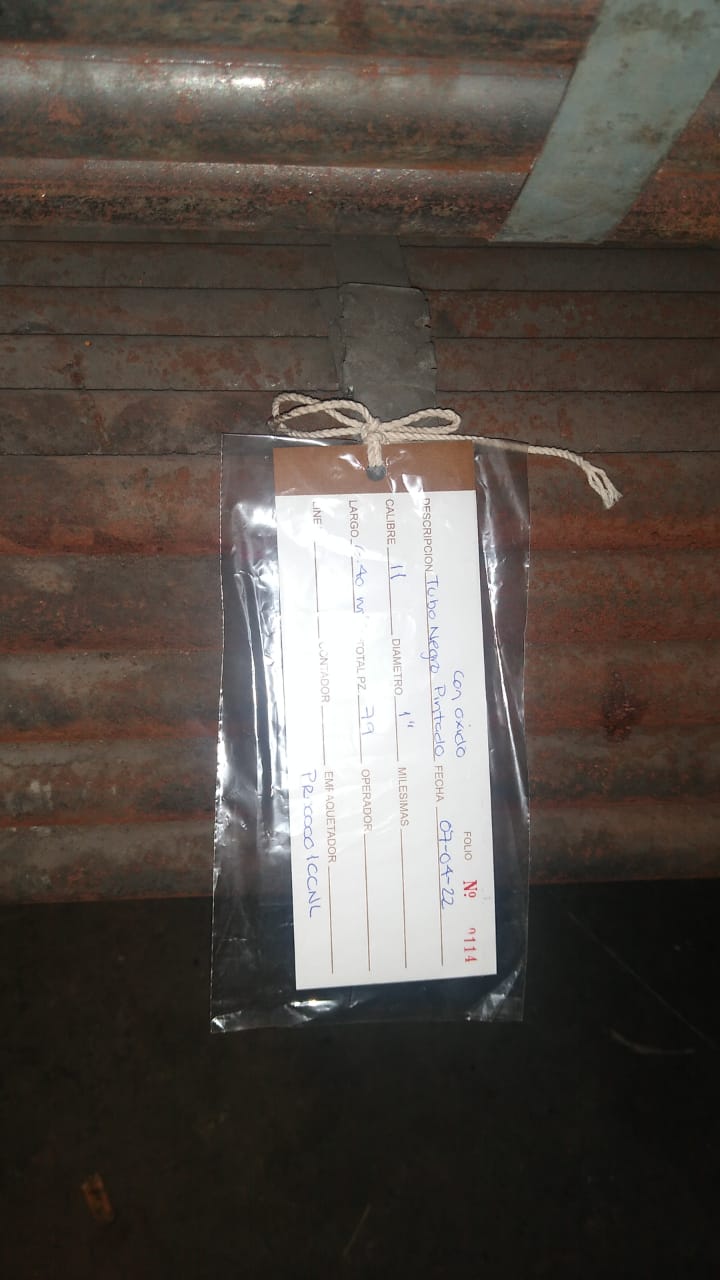 FOLIO Nº 0114
con oxido
DESCRIPCION Tubo Negro Pintado FECHA 07-04-22
CALIBRE 11 DIAMETRO 1" MILESIMAS
LARGO 6.40 m TOTAL PZ. 79 OPERADOR
LINE CONTADOR EMPAQUETADOR